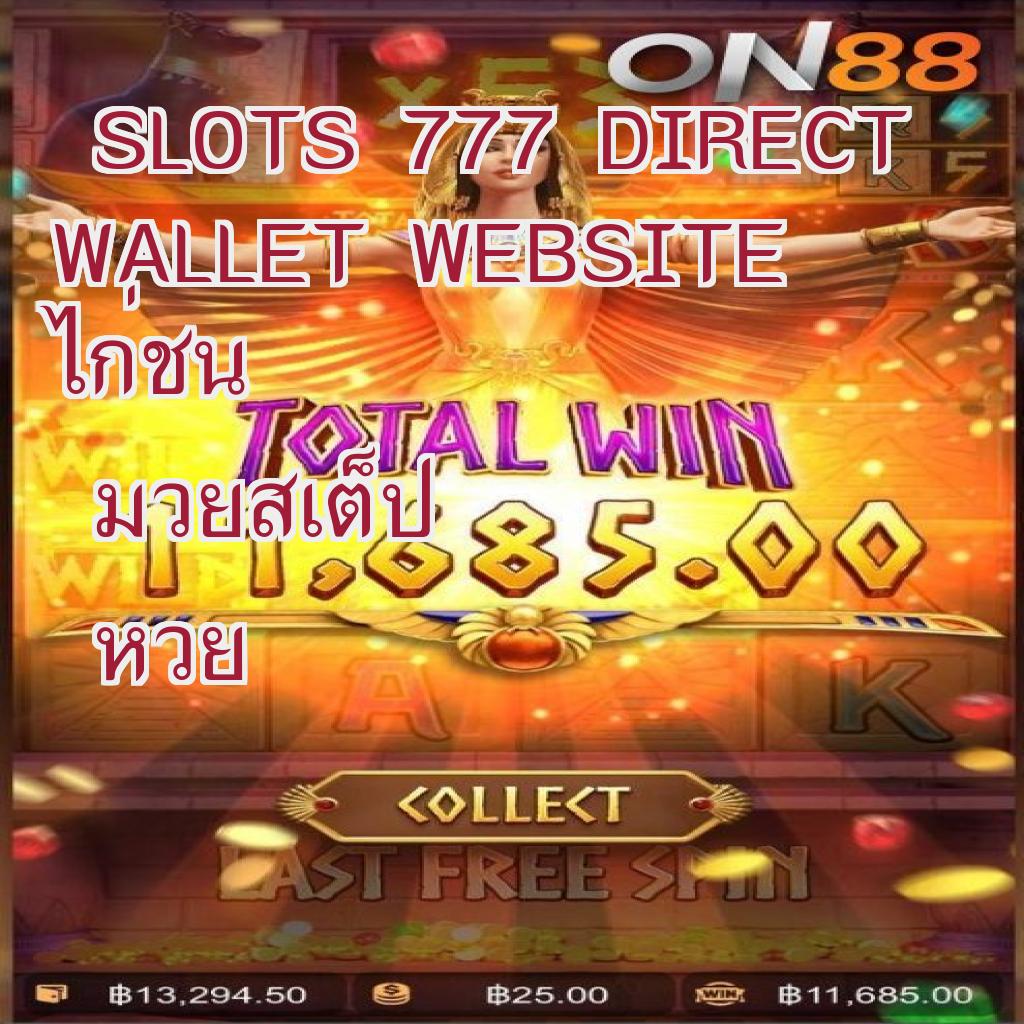 ON88
SLOTS 777 DIRECT
WALLET WEBSITE
ไก่ชน
TOTAL WIN
มวยสเต็ป
11,685.00
หวย
A K
COLLECT
LAST FREE SPIN
฿13,294.50 ฿25.00 WIN ฿11,685.00